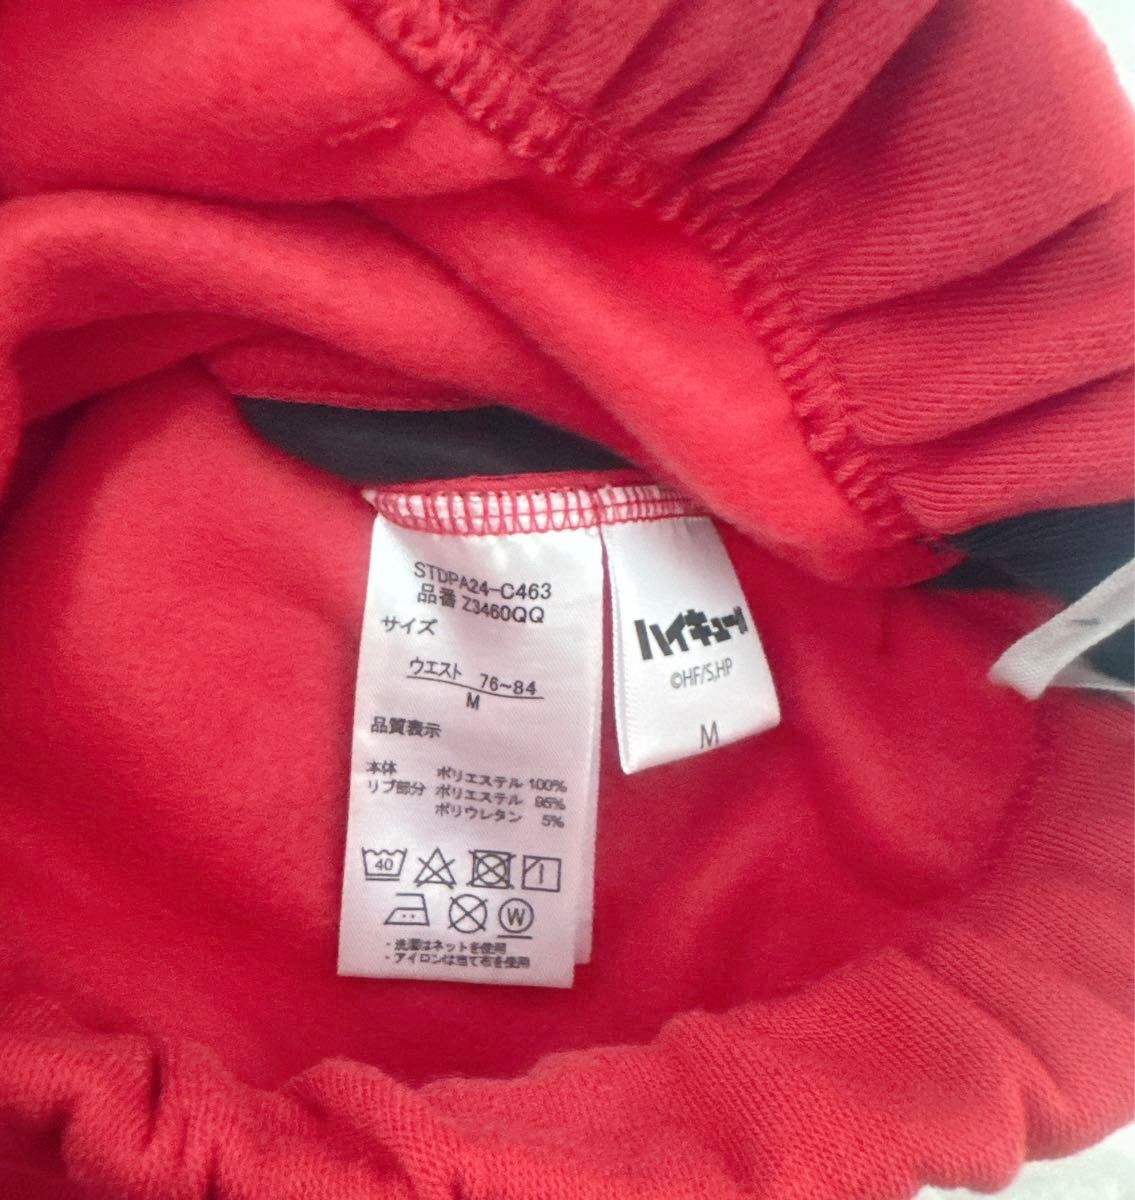 STDPA24-C463
品番 Z3460QQ
サイズ
ウエスト 76~84
M
品質表示
本体 ポリエステル 100%
リブ部分 ポリエステル 95%
ポリウレタン 5%
40
W
・洗濯はネットを使用
・アイロンは当て布を使用
ハイキュー!!
©HF/S,HP
M